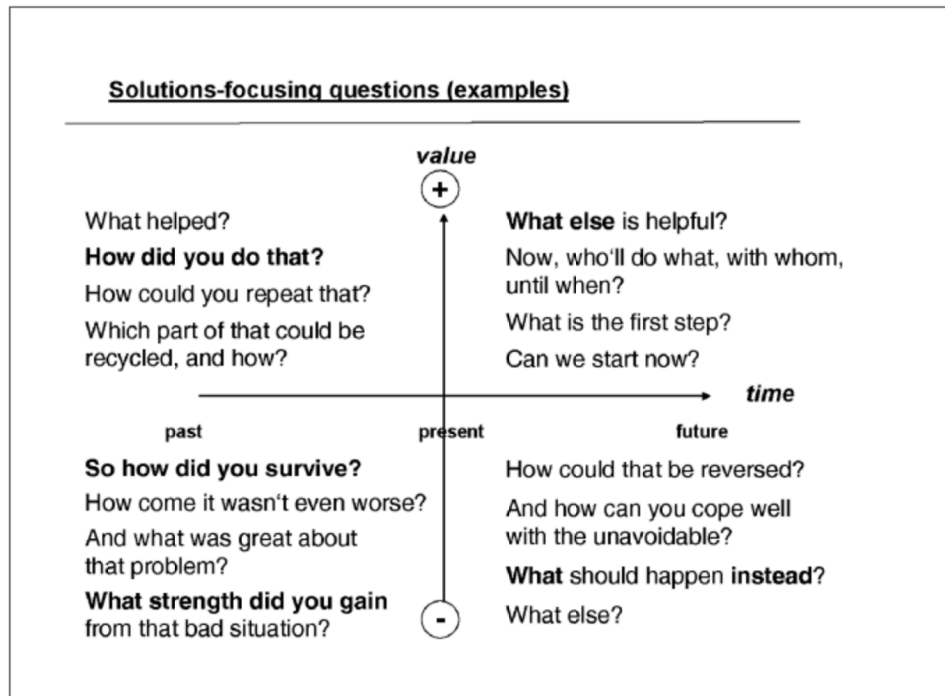 Solutions-focusing questions (examples)
value
+
What helped?
How did you do that?
How could you repeat that?
Which part of that could be
recycled, and how?
What else is helpful?
Now, who'll do what, with whom,
until when?
What is the first step?
Can we start now?
time
past
present
future
So how did you survive?
How come it wasn't even worse?
And what was great about
that problem?
What strength did you gain
from that bad situation?
How could that be reversed?
And how can you cope well
with the unavoidable?
What should happen instead?
What else?
-